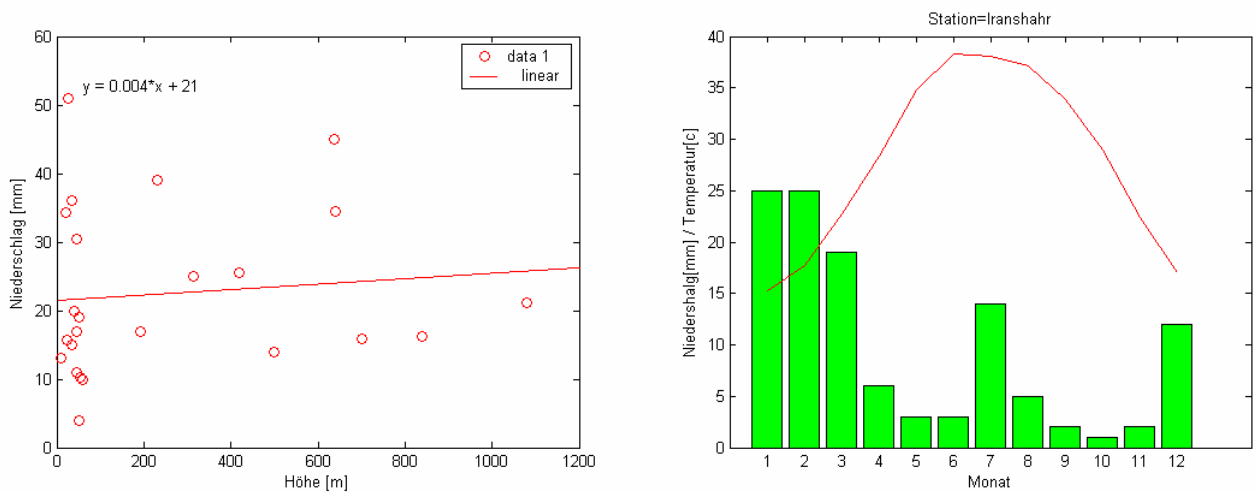 60
50
40
30
20
10
0
Niederschlag [mm]
y = 0.004*x + 21
data 1
linear
0 200 400 600 800 1000 1200
Höhe [m]
Station=Iranshahr
40
35
30
25
20
15
10
5
0
Niedershalg[mm] / Temperatur[c]
1 2 3 4 5 6 7 8 9 10 11 12
Monat